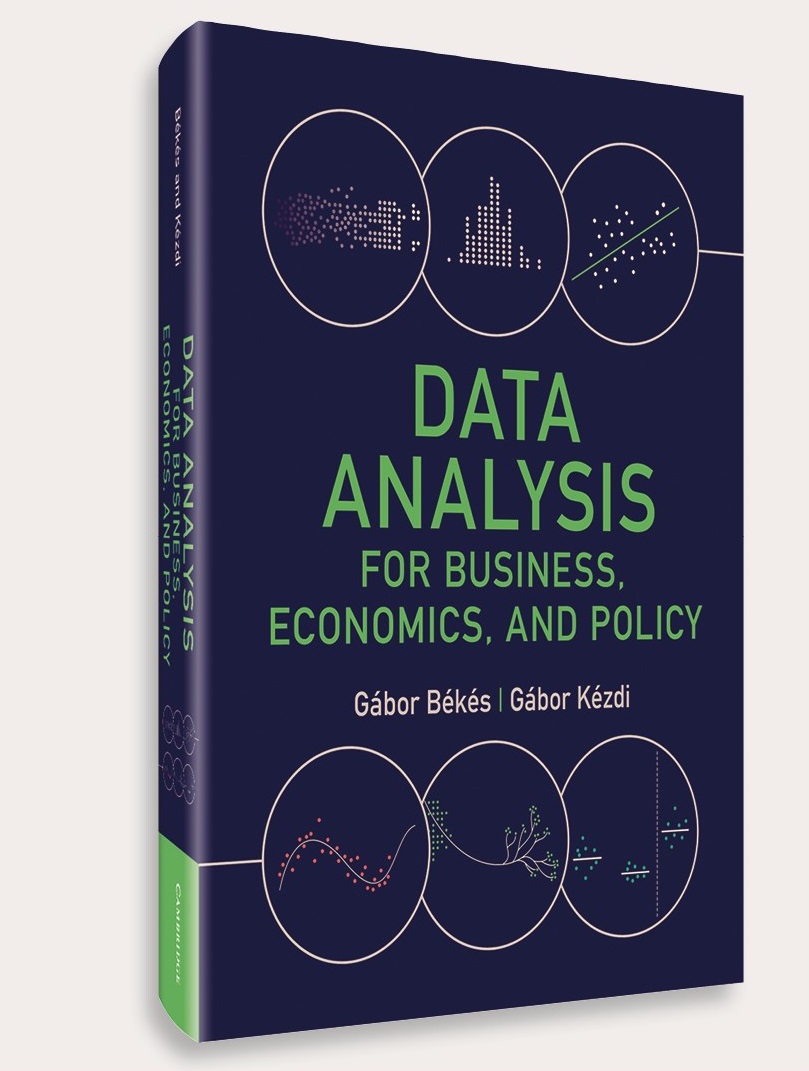 DATA
ANALYSIS
FOR BUSINESS,
ECONOMICS, AND POLICY
Gábor Békés | Gábor Kézdi
Békés and Kézdi
DATA ANALYSIS
FOR BUSINESS,
ECONOMICS, AND POLICY
CAMBRIDGE